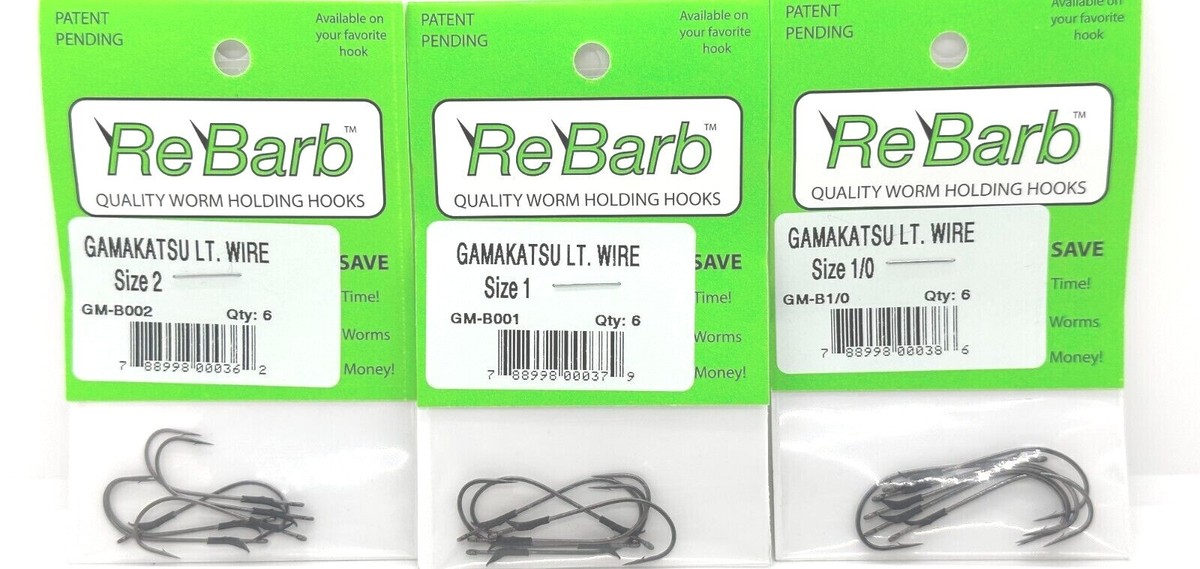 PATENT
PENDING
Available on
your favorite
hook
ReBarb™
QUALITY WORM HOLDING HOOKS
GAMAKATSU LT. WIRE
Size 2
GM-B002
Qty: 6
7 88998 00036 2
SAVE
Time!
Worms
Money!
PATENT
PENDING
Available on
your favorite
hook
ReBarb™
QUALITY WORM HOLDING HOOKS
GAMAKATSU LT. WIRE
Size 1
GM-B001
Qty: 6
7 88998 00037 9
SAVE
Time!
Worms
Money!
PATENT
PENDING
Available on
your favorite
hook
ReBarb™
QUALITY WORM HOLDING HOOKS
GAMAKATSU LT. WIRE
Size 1/0
GM-B1/0
Qty: 6
7 88998 00038 6
SAVE
Time!
Worms
Money!